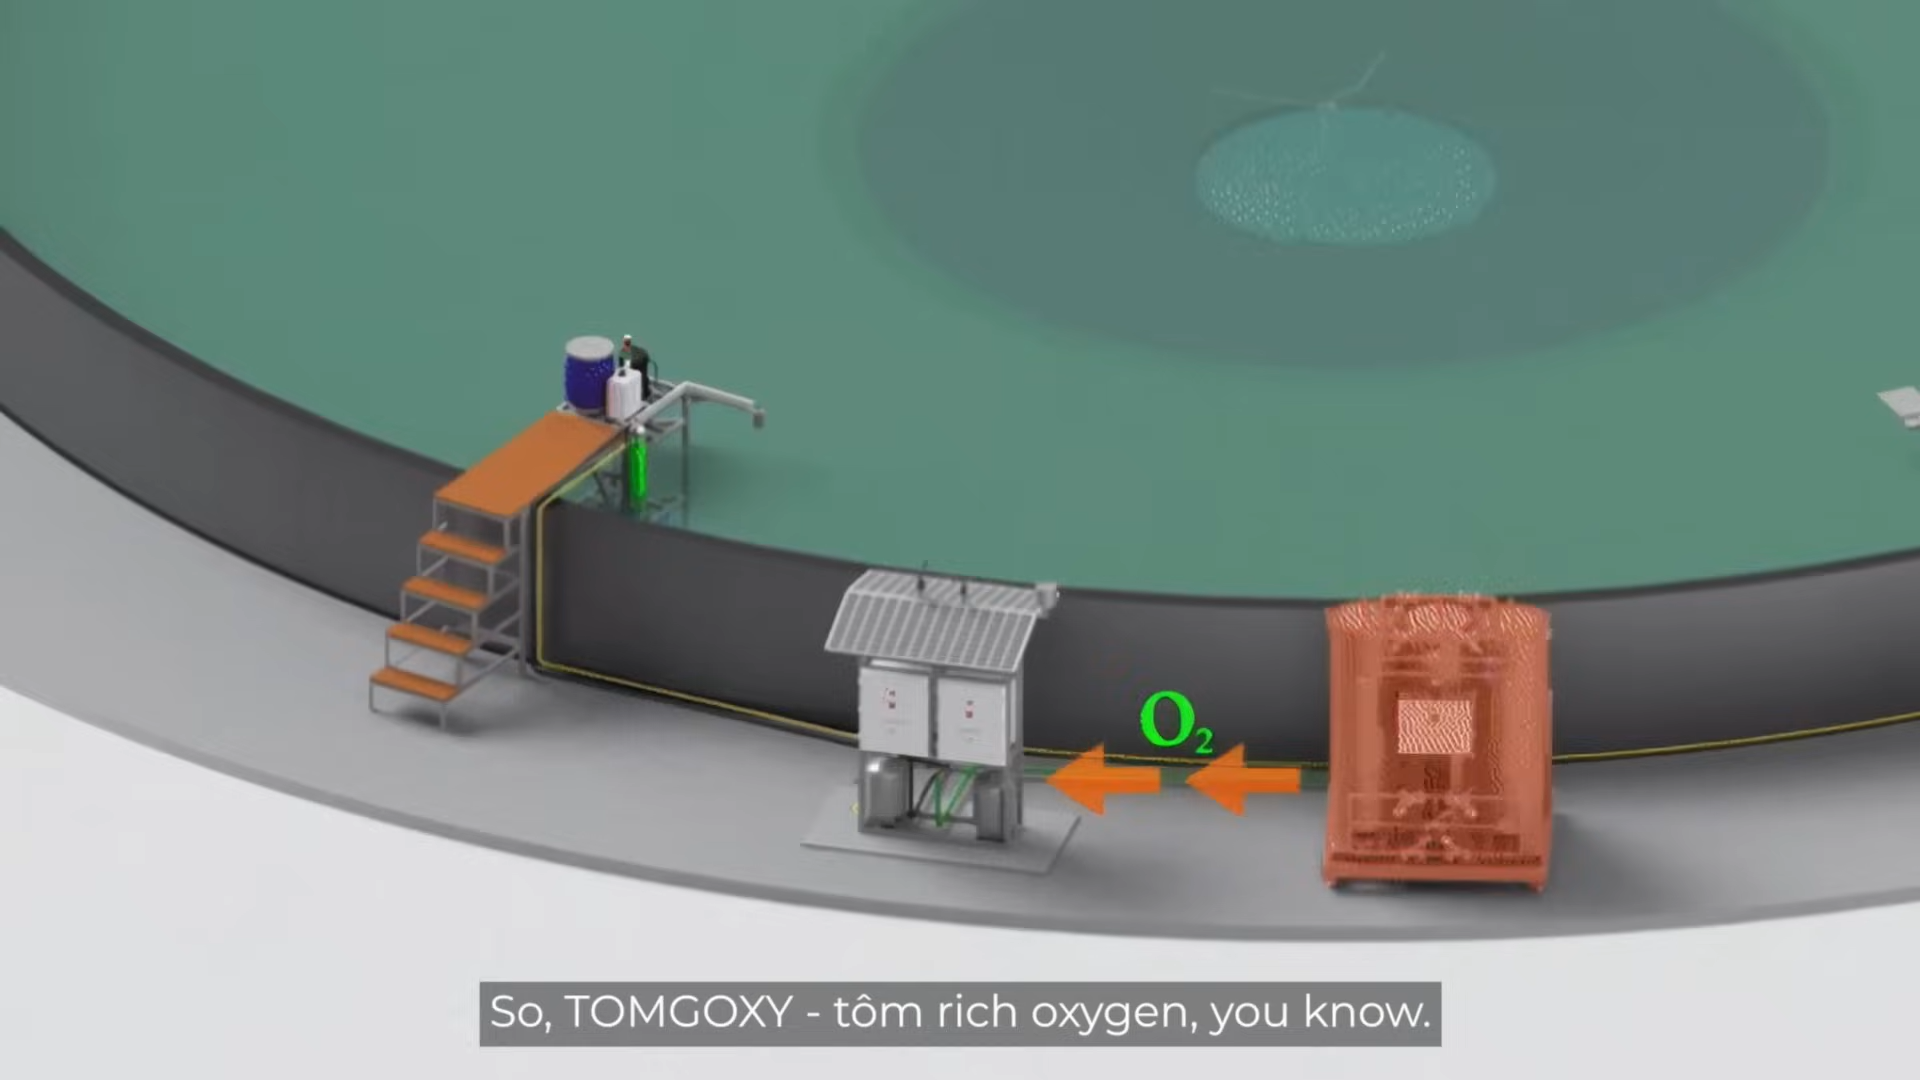 O₂
So, TOMGOXY - tôm rich oxygen, you know.